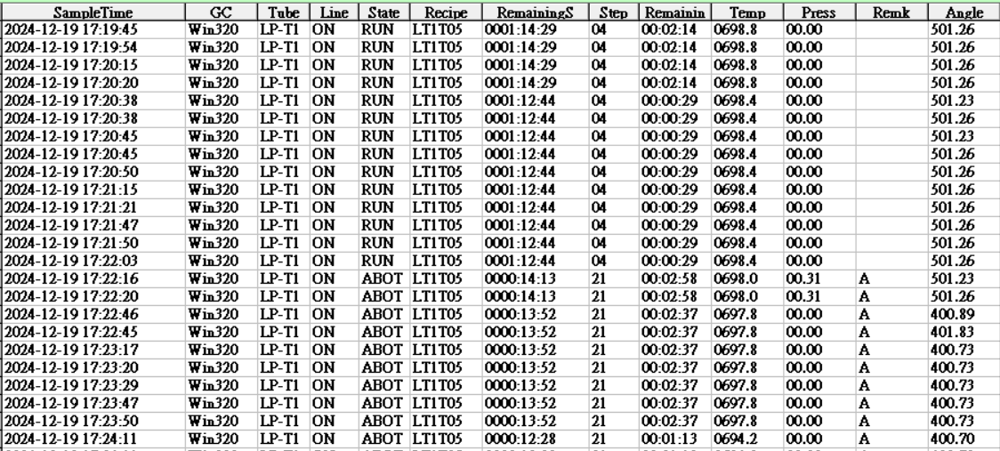 SampleTime GC Tube Line State Recipe RemainingS Step Remainin Temp Press Remk Angle
2024-12-19 17:19:45 Win320 LP-T1 ON RUN LT1T05 0001:14:29 04 00:02:14 0698.8 00.00 501.26
2024-12-19 17:19:54 Win320 LP-T1 ON RUN LT1T05 0001:14:29 04 00:02:14 0698.8 00.00 501.26
2024-12-19 17:20:15 Win320 LP-T1 ON RUN LT1T05 0001:14:29 04 00:02:14 0698.8 00.00 501.26
2024-12-19 17:20:20 Win320 LP-T1 ON RUN LT1T05 0001:14:29 04 00:02:14 0698.8 00.00 501.26
2024-12-19 17:20:38 Win320 LP-T1 ON RUN LT1T05 0001:12:44 04 00:00:29 0698.4 00.00 501.23
2024-12-19 17:20:38 Win320 LP-T1 ON RUN LT1T05 0001:12:44 04 00:00:29 0698.4 00.00 501.26
2024-12-19 17:20:45 Win320 LP-T1 ON RUN LT1T05 0001:12:44 04 00:00:29 0698.4 00.00 501.23
2024-12-19 17:20:45 Win320 LP-T1 ON RUN LT1T05 0001:12:44 04 00:00:29 0698.4 00.00 501.26
2024-12-19 17:20:50 Win320 LP-T1 ON RUN LT1T05 0001:12:44 04 00:00:29 0698.4 00.00 501.26
2024-12-19 17:21:15 Win320 LP-T1 ON RUN LT1T05 0001:12:44 04 00:00:29 0698.4 00.00 501.26
2024-12-19 17:21:21 Win320 LP-T1 ON RUN LT1T05 0001:12:44 04 00:00:29 0698.4 00.00 501.26
2024-12-19 17:21:47 Win320 LP-T1 ON RUN LT1T05 0001:12:44 04 00:00:29 0698.4 00.00 501.26
2024-12-19 17:21:50 Win320 LP-T1 ON RUN LT1T05 0001:12:44 04 00:00:29 0698.4 00.00 501.26
2024-12-19 17:22:03 Win320 LP-T1 ON RUN LT1T05 0001:12:44 04 00:00:29 0698.4 00.00 501.26
2024-12-19 17:22:16 Win320 LP-T1 ON ABOT LT1T05 0000:14:13 21 00:02:58 0698.0 00.31 A 501.23
2024-12-19 17:22:20 Win320 LP-T1 ON ABOT LT1T05 0000:14:13 21 00:02:58 0698.0 00.31 A 501.26
2024-12-19 17:22:46 Win320 LP-T1 ON ABOT LT1T05 0000:13:52 21 00:02:37 0697.8 00.00 A 400.89
2024-12-19 17:22:45 Win320 LP-T1 ON ABOT LT1T05 0000:13:52 21 00:02:37 0697.8 00.00 A 401.83
2024-12-19 17:23:17 Win320 LP-T1 ON ABOT LT1T05 0000:13:52 21 00:02:37 0697.8 00.00 A 400.73
2024-12-19 17:23:20 Win320 LP-T1 ON ABOT LT1T05 0000:13:52 21 00:02:37 0697.8 00.00 A 400.73
2024-12-19 17:23:29 Win320 LP-T1 ON ABOT LT1T05 0000:13:52 21 00:02:37 0697.8 00.00 A 400.73
2024-12-19 17:23:47 Win320 LP-T1 ON ABOT LT1T05 0000:13:52 21 00:02:37 0697.8 00.00 A 400.73
2024-12-19 17:23:50 Win320 LP-T1 ON ABOT LT1T05 0000:13:52 21 00:02:37 0697.8 00.00 A 400.73
2024-12-19 17:24:11 Win320 LP-T1 ON ABOT LT1T05 0000:12:28 21 00:01:13 0694.2 00.00 A 400.70